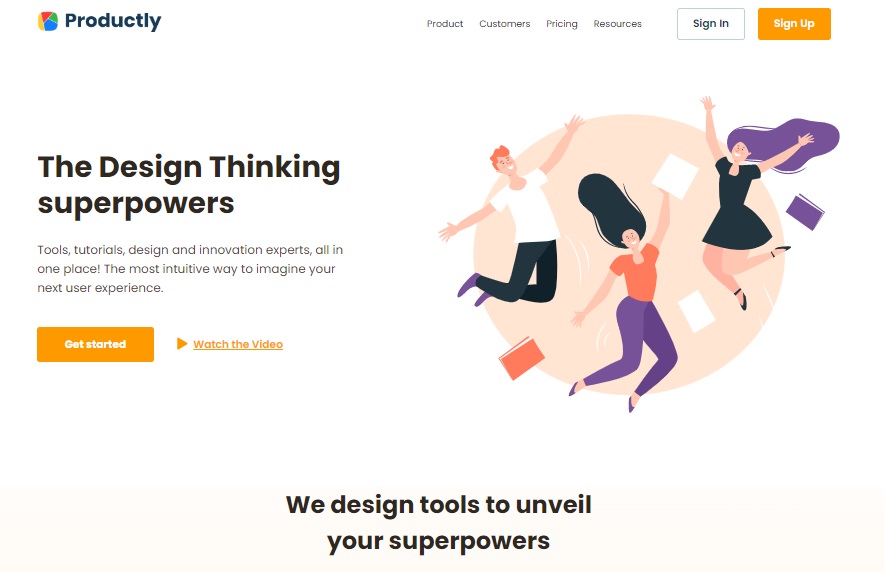 Productly
Product Customers Pricing Resources Sign In Sign Up
The Design Thinking
superpowers
Tools, tutorials, design and innovation experts, all in
one place! The most intuitive way to imagine your
next user experience.
Get started Watch the Video
We design tools to unveil
your superpowers